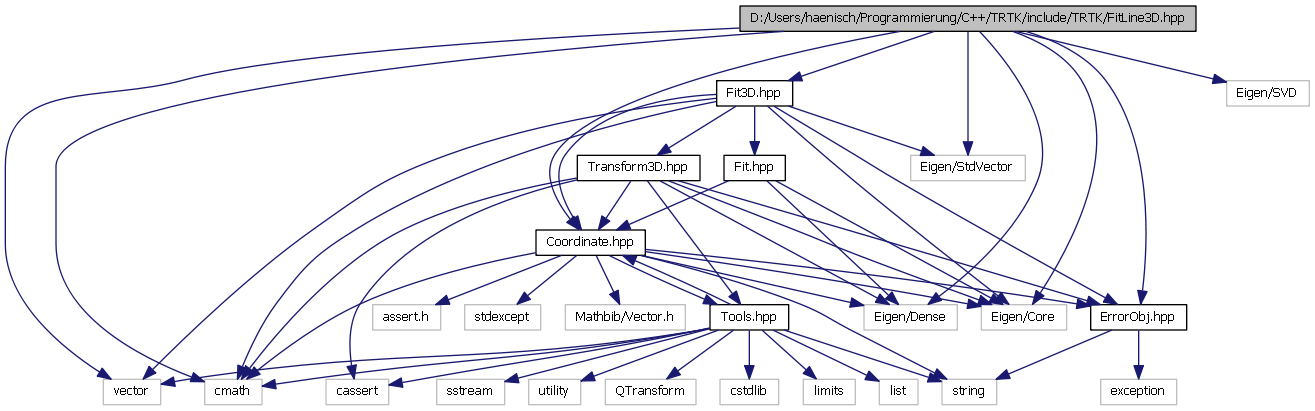 D:/Users/haenisch/Programmierung/C++/TRTK/include/TRTK/FitLine3D.hpp
Fit3D.hpp
Eigen/SVD
Transform3D.hpp
Fit.hpp
Eigen/StdVector
Coordinate.hpp
assert.h
stdexcept
Mathbib/Vector.h
Tools.hpp
Eigen/Dense
Eigen/Core
ErrorObj.hpp
vector
cmath
cassert
sstream
utility
QTransform
cstdlib
limits
list
string
exception